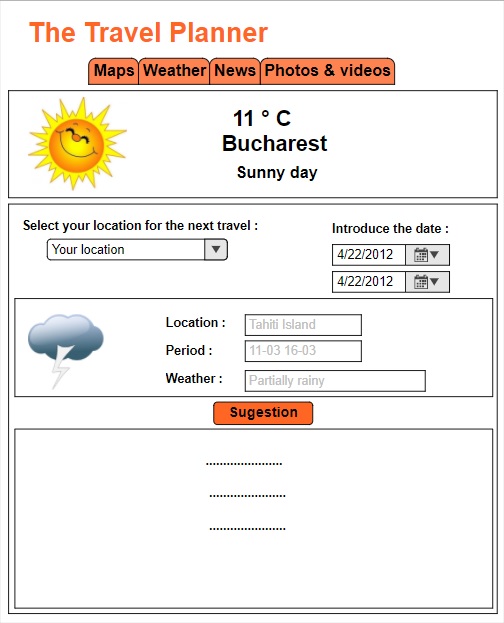 The Travel Planner
Maps Weather News Photos & videos
11 ° C
Bucharest
Sunny day
Select your location for the next travel :
Your location
Introduce the date :
4/22/2012
4/22/2012
Location : Tahiti Island
Period : 11-03 16-03
Weather : Partially rainy
Sugestion
......................
......................
......................